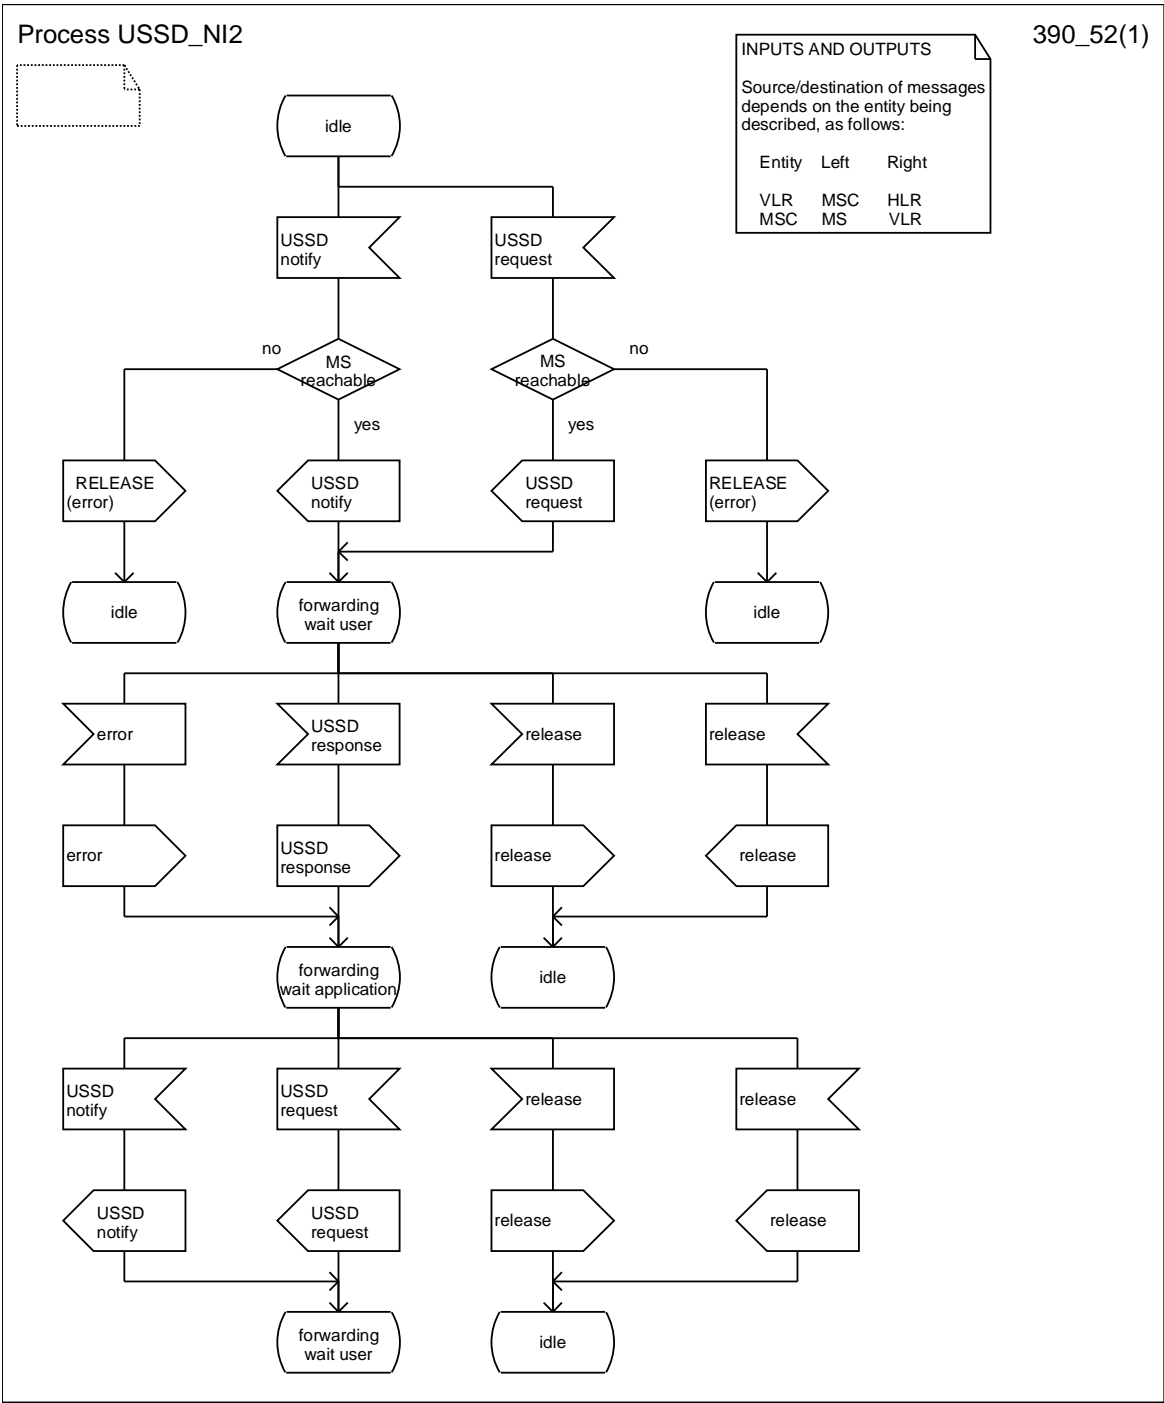 Process USSD_NI2
390_52(1)
INPUTS AND OUTPUTS
Source/destination of messages
depends on the entity being
described, as follows:
Entity Left Right
VLR MSC HLR
MSC MS VLR
idle
USSD
notify
USSD
request
no
MS
reachable
MS
reachable
no
yes
yes
RELEASE
(error)
USSD
notify
USSD
request
RELEASE
(error)
idle
forwarding
wait user
idle
error
USSD
response
release
release
error
USSD
response
release
release
forwarding
wait application
idle
USSD
notify
USSD
request
release
release
USSD
notify
USSD
request
release
release
forwarding
wait user
idle